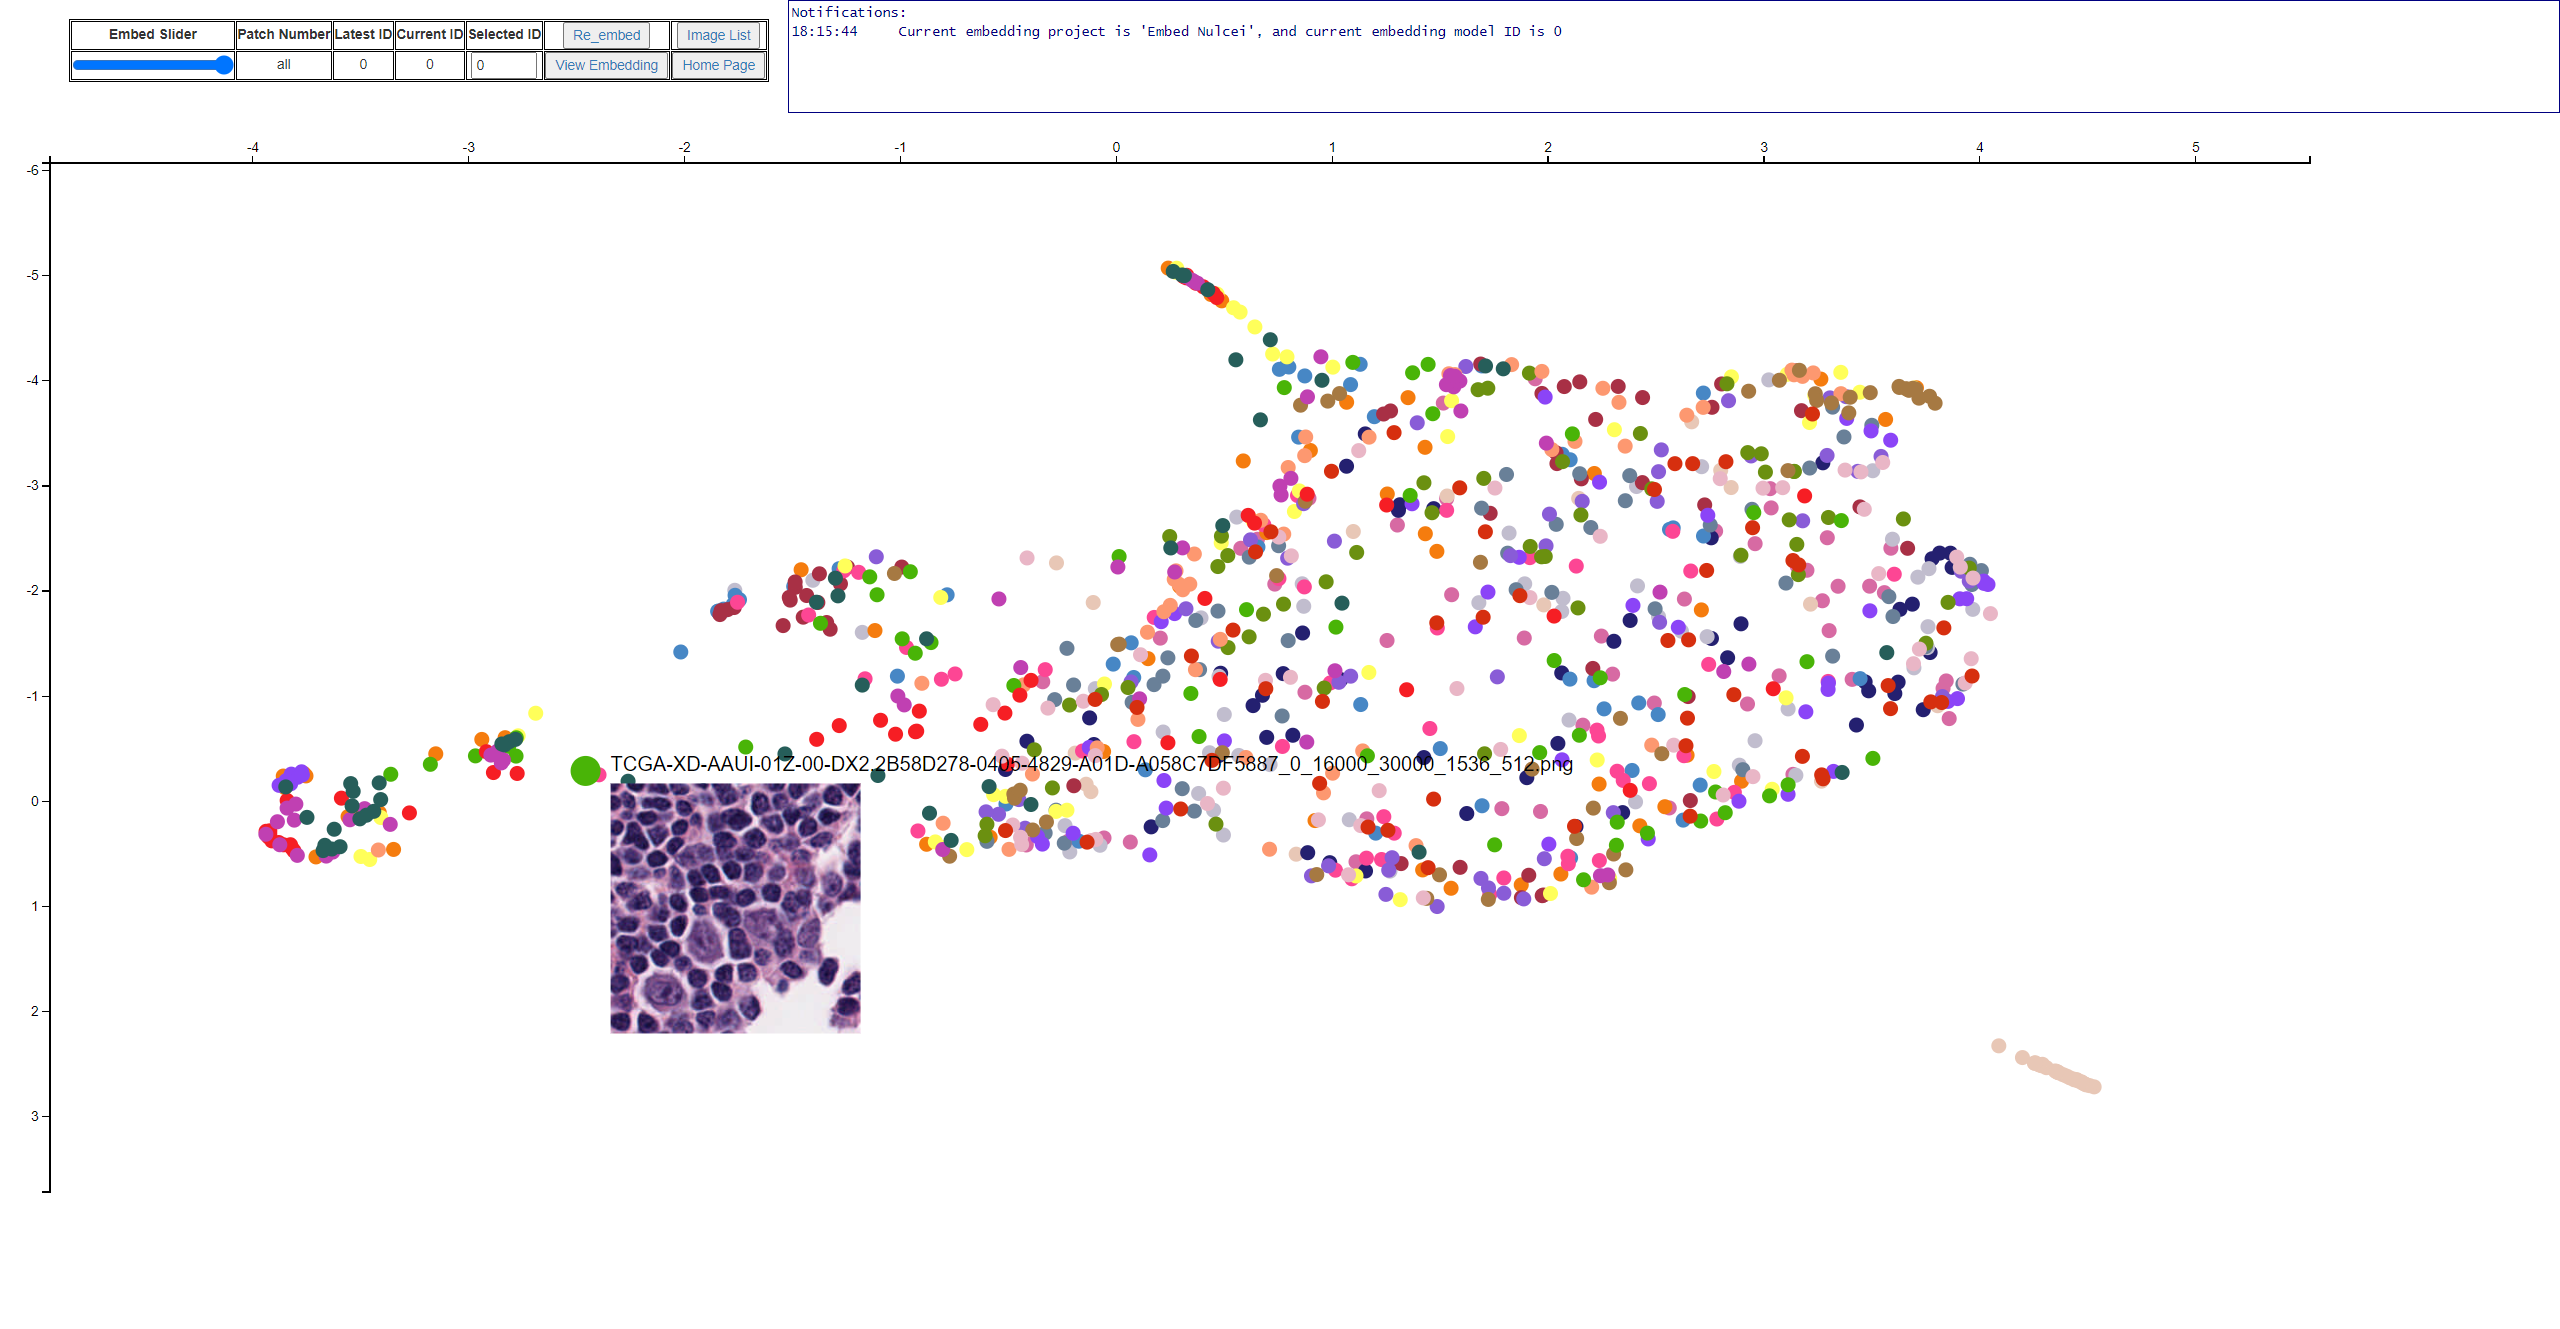 Embed Slider Patch Number Latest ID Current ID Selected ID Re_embed Image List
all 0 0 0 View Embedding Home Page
Notifications:
18:15:44 Current embedding project is 'Embed Nulcei', and current embedding model ID is 0
-4 -3 -2 -1 0 1 2 3 4 5
-6
-5
-4
-3
-2
-1
0
1
2
3
TCGA-XD-AAUI-01Z-00-DX2.2B58D278-0405-4829-A01D-A058C7DF5887_0_16000_30000_1536_512.png